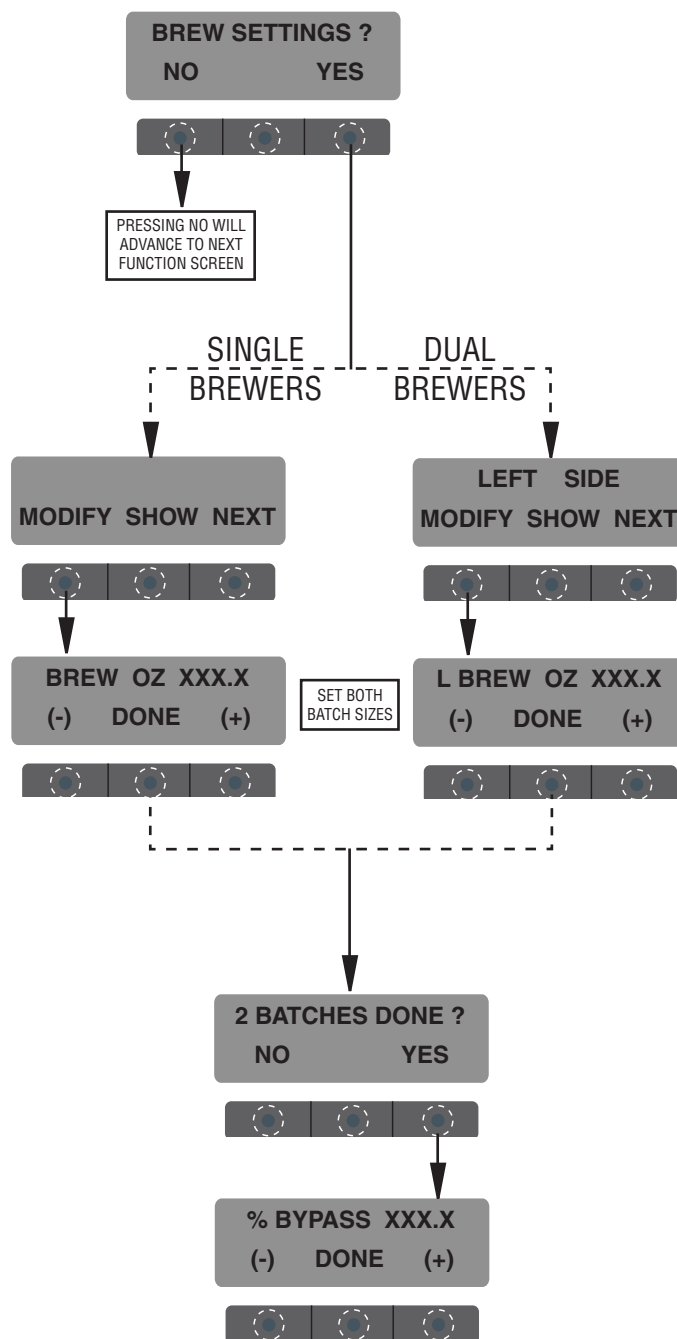 BREW SETTINGS ?
NO YES
PRESSING NO WILL
ADVANCE TO NEXT
FUNCTION SCREEN
SINGLE
BREWERS
DUAL
BREWERS
MODIFY SHOW NEXT
LEFT SIDE
MODIFY SHOW NEXT
BREW OZ XXX.X
(-) DONE (+)
SET BOTH
BATCH SIZES
L BREW OZ XXX.X
(-) DONE (+)
2 BATCHES DONE ?
NO YES
% BYPASS XXX.X
(-) DONE (+)